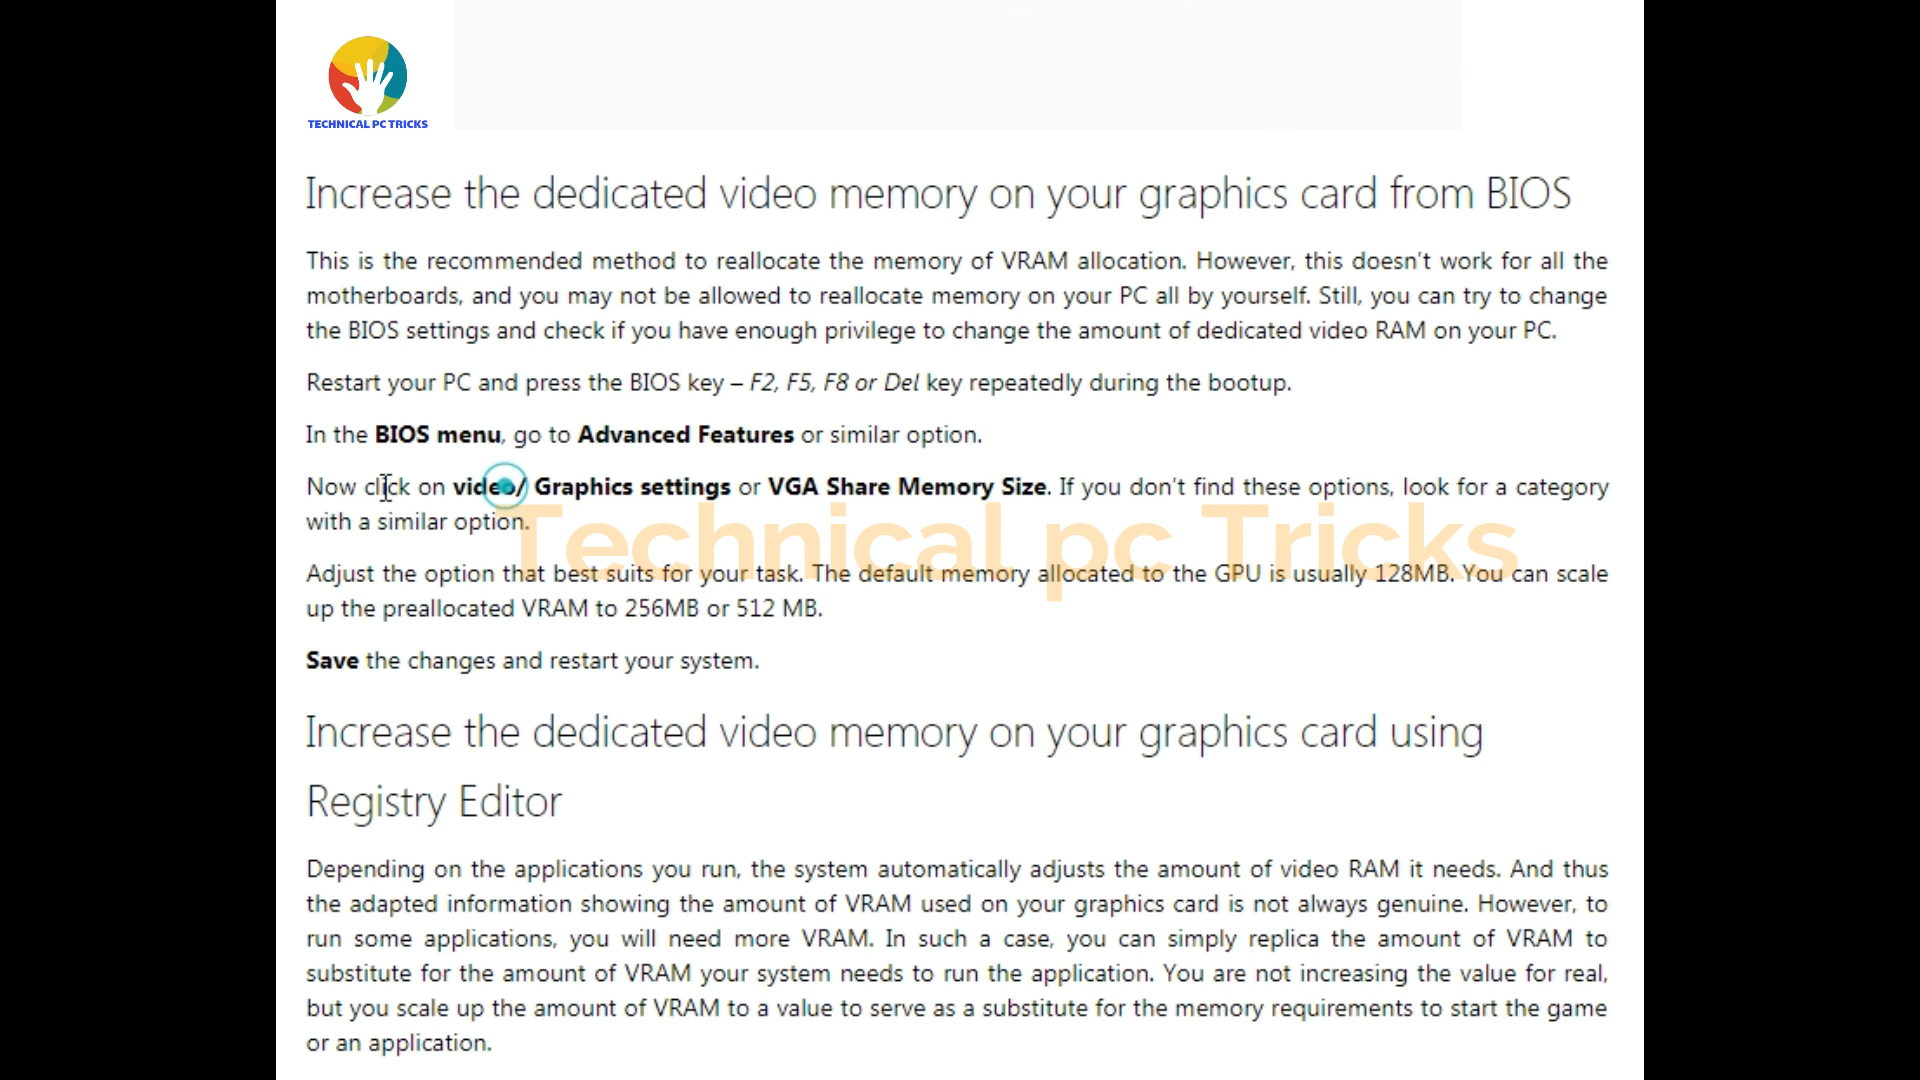 TECHNICAL PC TRICKS
Increase the dedicated video memory on your graphics card from BIOS
This is the recommended method to reallocate the memory of VRAM allocation. However, this doesn't work for all the
motherboards, and you may not be allowed to reallocate memory on your PC all by yourself. Still, you can try to change
the BIOS settings and check if you have enough privilege to change the amount of dedicated video RAM on your PC.
Restart your PC and press the BIOS key – F2, F5, F8 or Del key repeatedly during the bootup.
In the BIOS menu, go to Advanced Features or similar option.
Now click on video/ Graphics settings or VGA Share Memory Size. If you don't find these options, look for a category
with a similar option.
Technical pc Tricks
Adjust the option that best suits for your task. The default memory allocated to the GPU is usually 128MB. You can scale
up the preallocated VRAM to 256MB or 512 MB.
Save the changes and restart your system.
Increase the dedicated video memory on your graphics card using
Registry Editor
Depending on the applications you run, the system automatically adjusts the amount of video RAM it needs. And thus
the adapted information showing the amount of VRAM used on your graphics card is not always genuine. However, to
run some applications, you will need more VRAM. In such a case, you can simply replica the amount of VRAM to
substitute for the amount of VRAM your system needs to run the application. You are not increasing the value for real,
but you scale up the amount of VRAM to a value to serve as a substitute for the memory requirements to start the game
or an application.